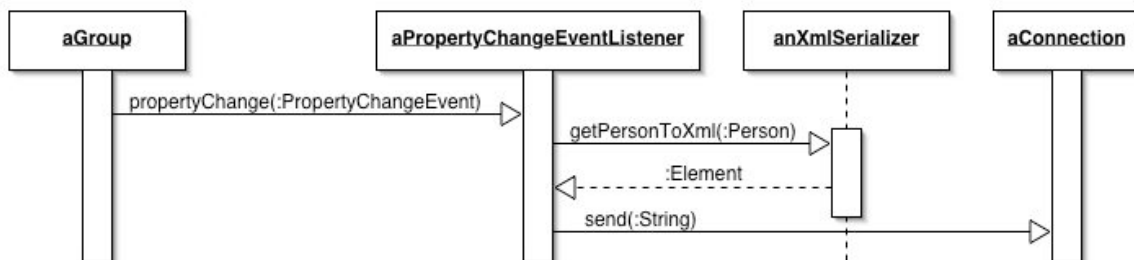 aGroup
aPropertyChangeEventListener
anXmlSerializer
aConnection
propertyChange(:PropertyChangeEvent)
getPersonToXml(:Person)
:Element
send(:String)